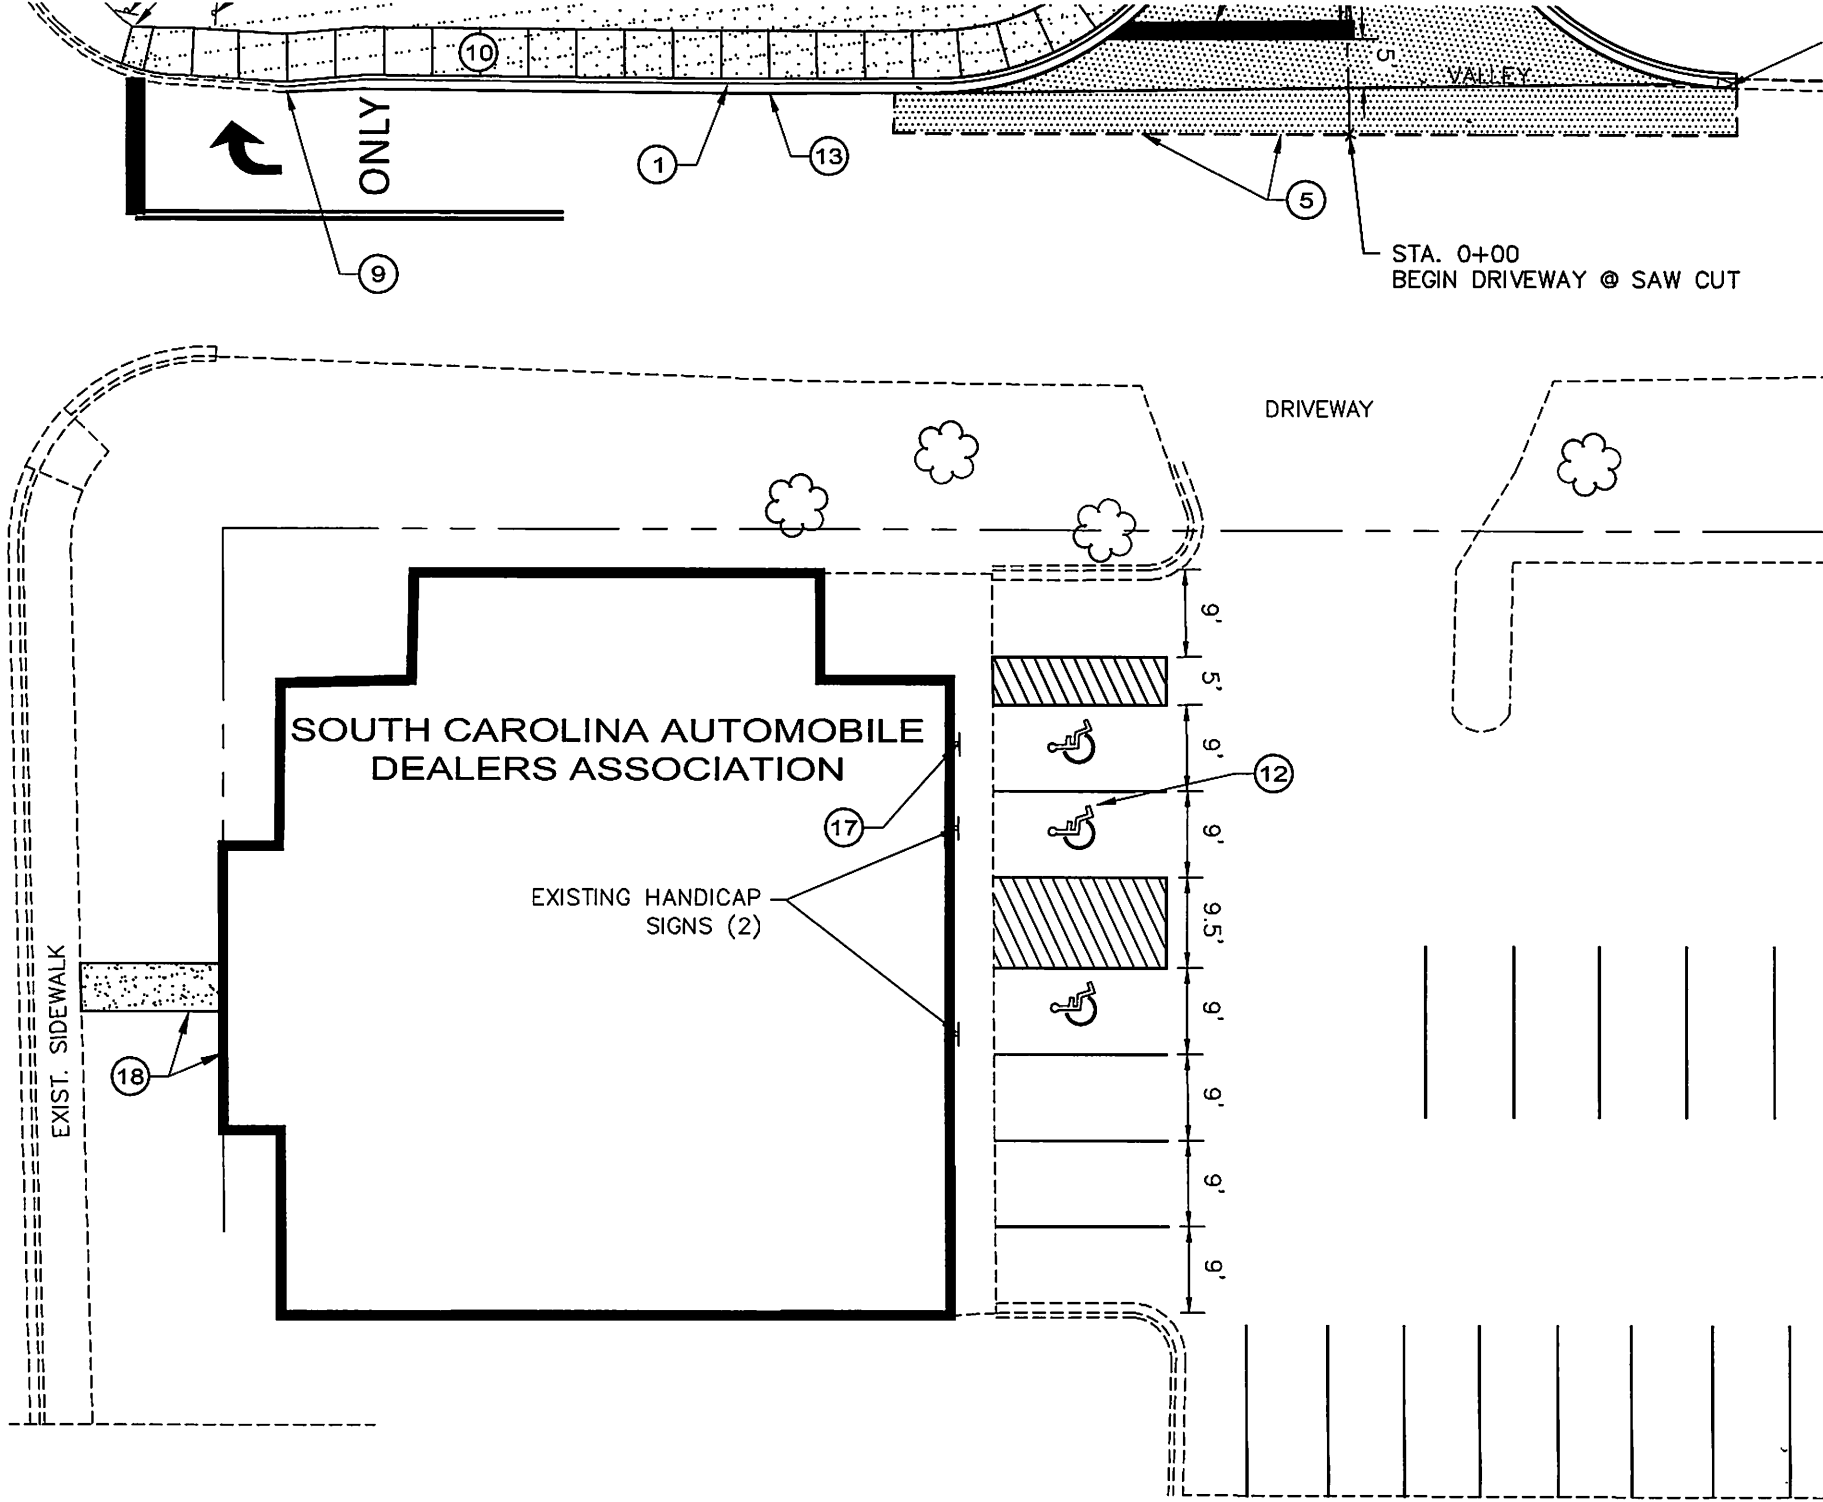 10
5'
VALLEY
ONLY
1
13
5
9
STA. 0+00
BEGIN DRIVEWAY @ SAW CUT
DRIVEWAY
9'
5'
SOUTH CAROLINA AUTOMOBILE
DEALERS ASSOCIATION
9'
12
17
9'
EXISTING HANDICAP
SIGNS (2)
9.5'
EXIST. SIDEWALK
9'
18
9'
9'
9'